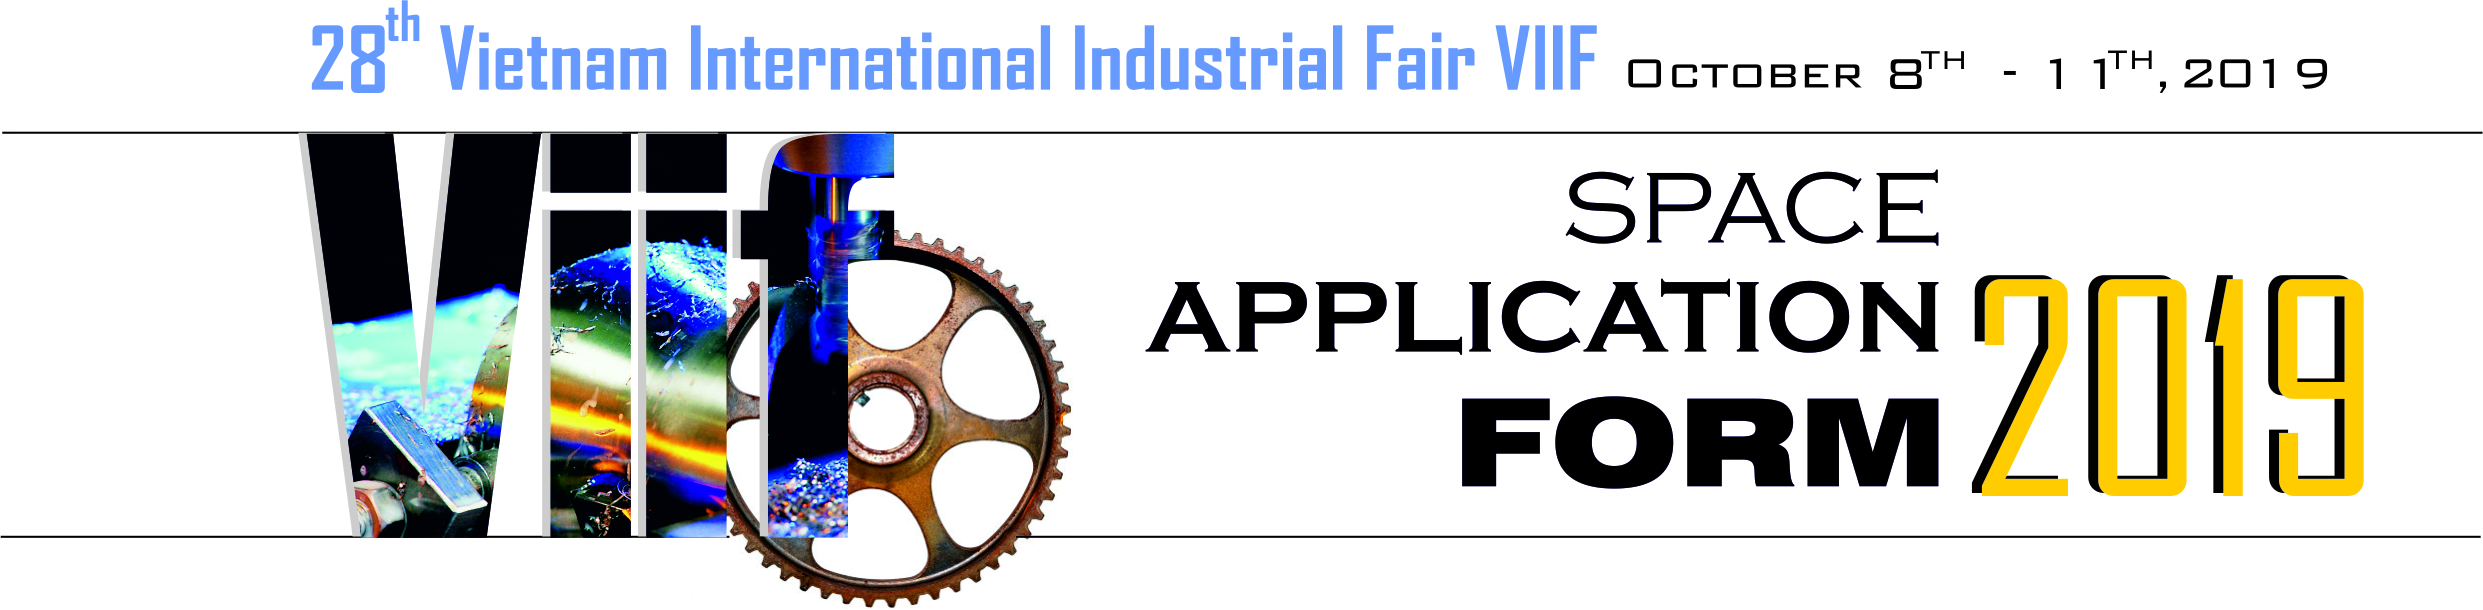 28th Vietnam International Industrial Fair VIIF OCTOBER 8TH - 11TH, 2019
Viif
SPACE
APPLICATION
FORM 2019